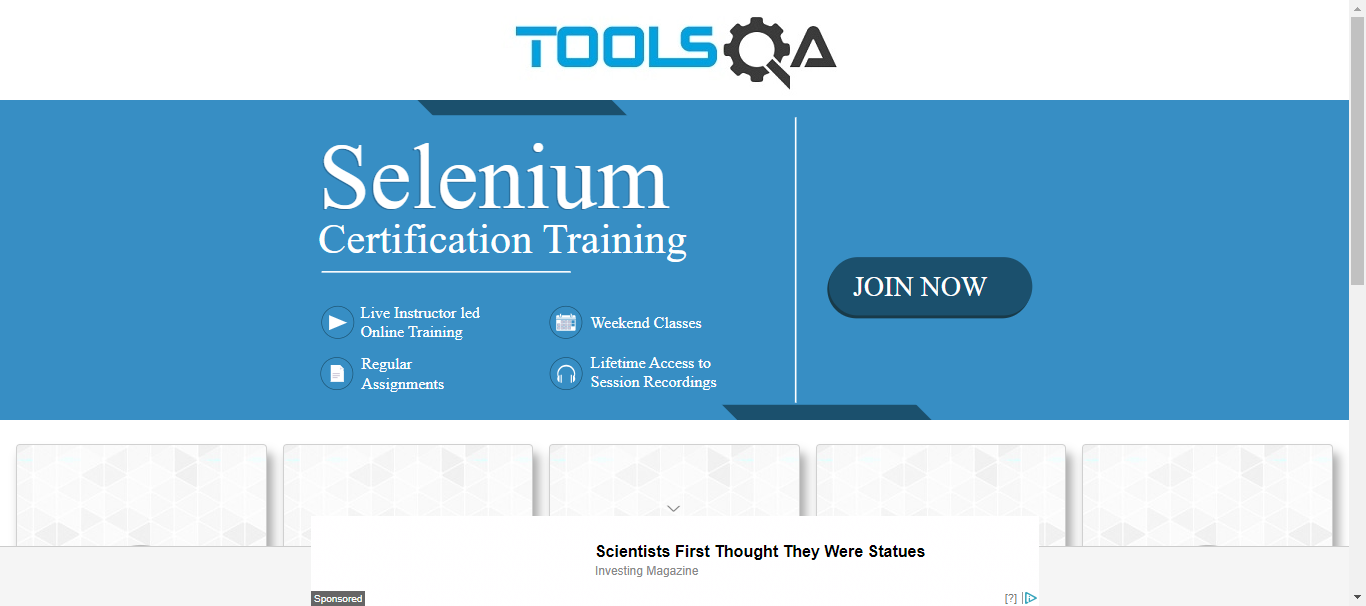 TOOLSQA
Selenium
Certification Training
Live Instructor led
Online Training
Weekend Classes
Regular
Assignments
Lifetime Access to
Session Recordings
JOIN NOW
Scientists First Thought They Were Statues
Investing Magazine
Sponsored
[?]